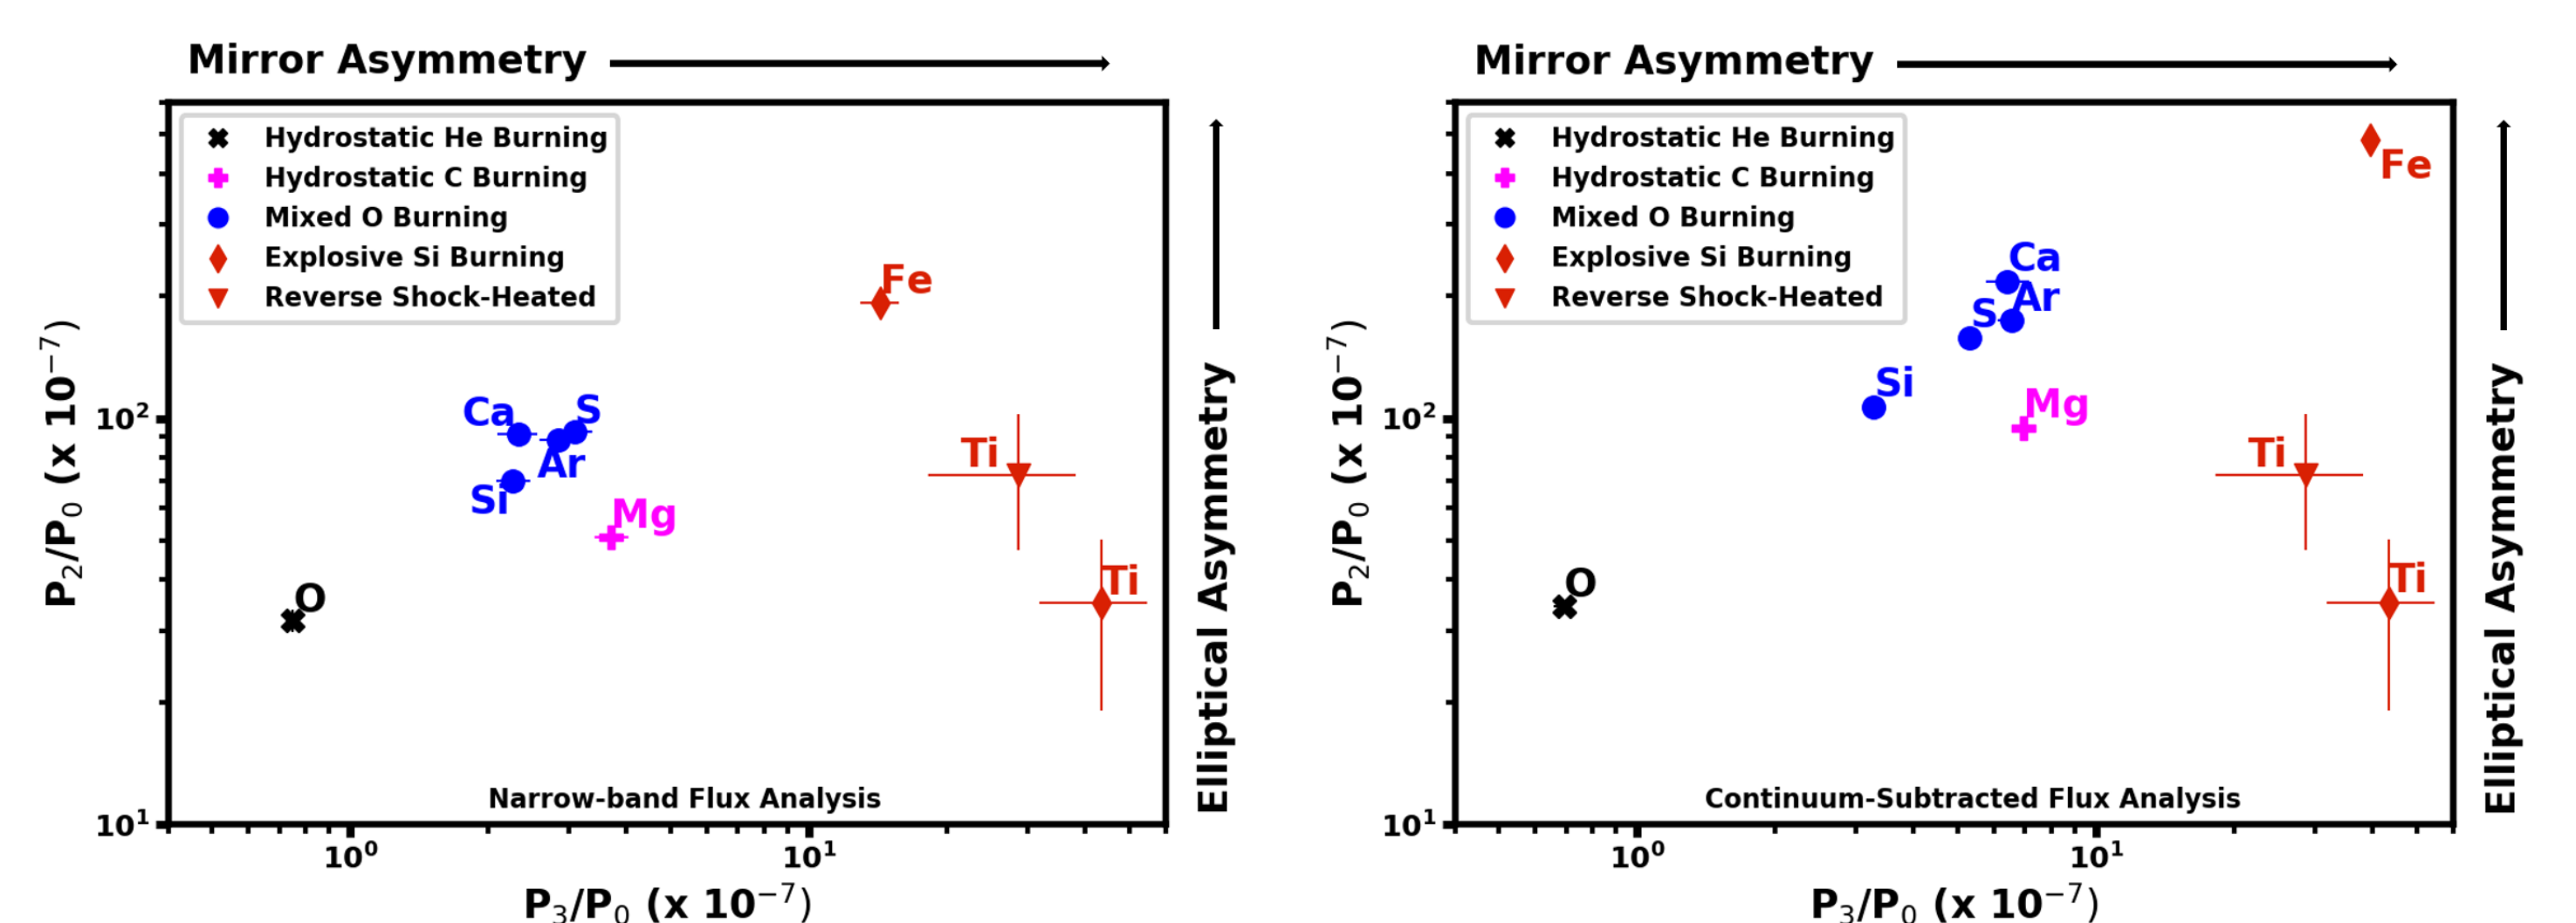 Mirror Asymmetry
Hydrostatic He Burning
Hydrostatic C Burning
Mixed O Burning
Explosive Si Burning
Reverse Shock-Heated
Fe
Ca
S
Ar
Si
Mg
Ti
Ti
O
Narrow-band Flux Analysis
10²
10¹
10⁰
10¹
P₂/P₀ (x 10⁻⁷)
P₃/P₀ (x 10⁻⁷)
Elliptical Asymmetry
Mirror Asymmetry
Hydrostatic He Burning
Hydrostatic C Burning
Mixed O Burning
Explosive Si Burning
Reverse Shock-Heated
Fe
Ca
Ar
S
Si
Mg
Ti
Ti
O
Continuum-Subtracted Flux Analysis
10²
10¹
10⁰
10¹
P₂/P₀ (x 10⁻⁷)
P₃/P₀ (x 10⁻⁷)
Elliptical Asymmetry